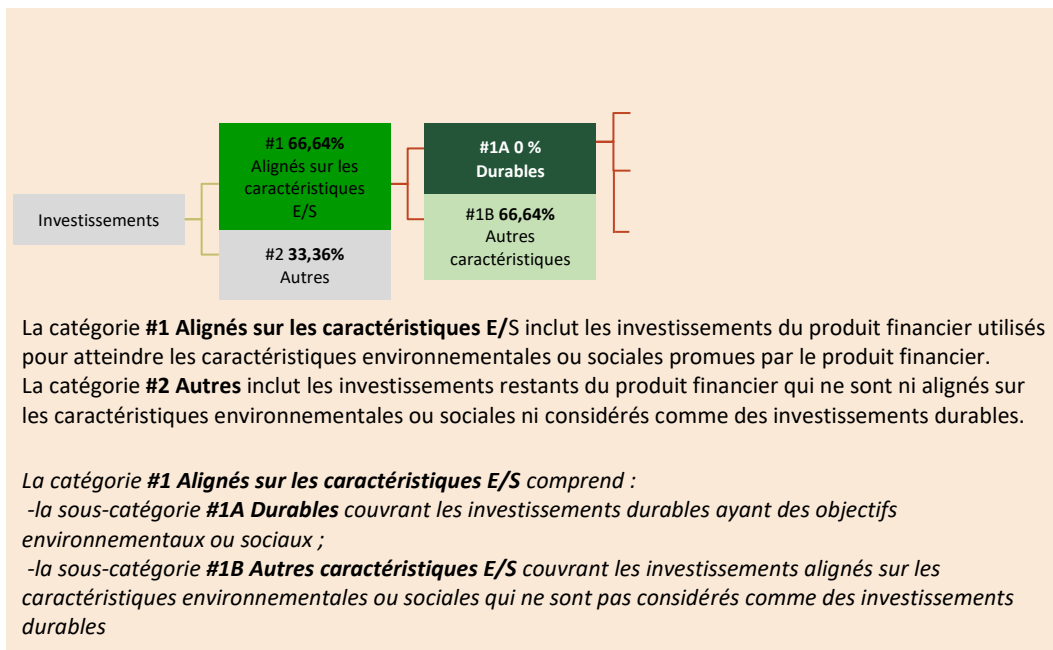 #1 66,64%
Alignés sur les
caractéristiques
E/S
#1A 0 %
Durables
Investissements
#1B 66,64%
Autres
caractéristiques
#2 33,36%
Autres
La catégorie #1 Alignés sur les caractéristiques E/S inclut les investissements du produit financier utilisés
pour atteindre les caractéristiques environnementales ou sociales promues par le produit financier.
La catégorie #2 Autres inclut les investissements restants du produit financier qui ne sont ni alignés sur
les caractéristiques environnementales ou sociales ni considérés comme des investissements durables.
La catégorie #1 Alignés sur les caractéristiques E/S comprend :
-la sous-catégorie #1A Durables couvrant les investissements durables ayant des objectifs
environnementaux ou sociaux ;
-la sous-catégorie #1B Autres caractéristiques E/S couvrant les investissements alignés sur les
caractéristiques environnementales ou sociales qui ne sont pas considérés comme des investissements
durables